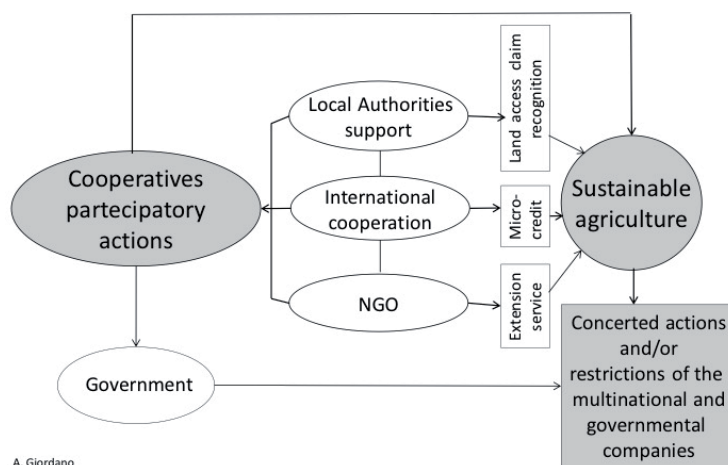 Local Authorities
support
Land access claim
recognition
Cooperatives
partecipatory
actions
International
cooperation
Micro-
credit
Sustainable
agriculture
NGO
Extension
service
Government
Concerted actions
and/or
restrictions of the
multinational and
governmental
companies
A. Giordano